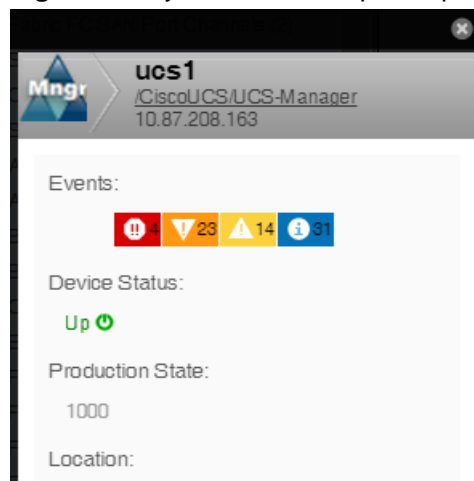 Mngr
ucs1
/CiscoUCS/UCS-Manager
10.87.208.163
Events:
4 23 14 31
Device Status:
Up
Production State:
1000
Location: